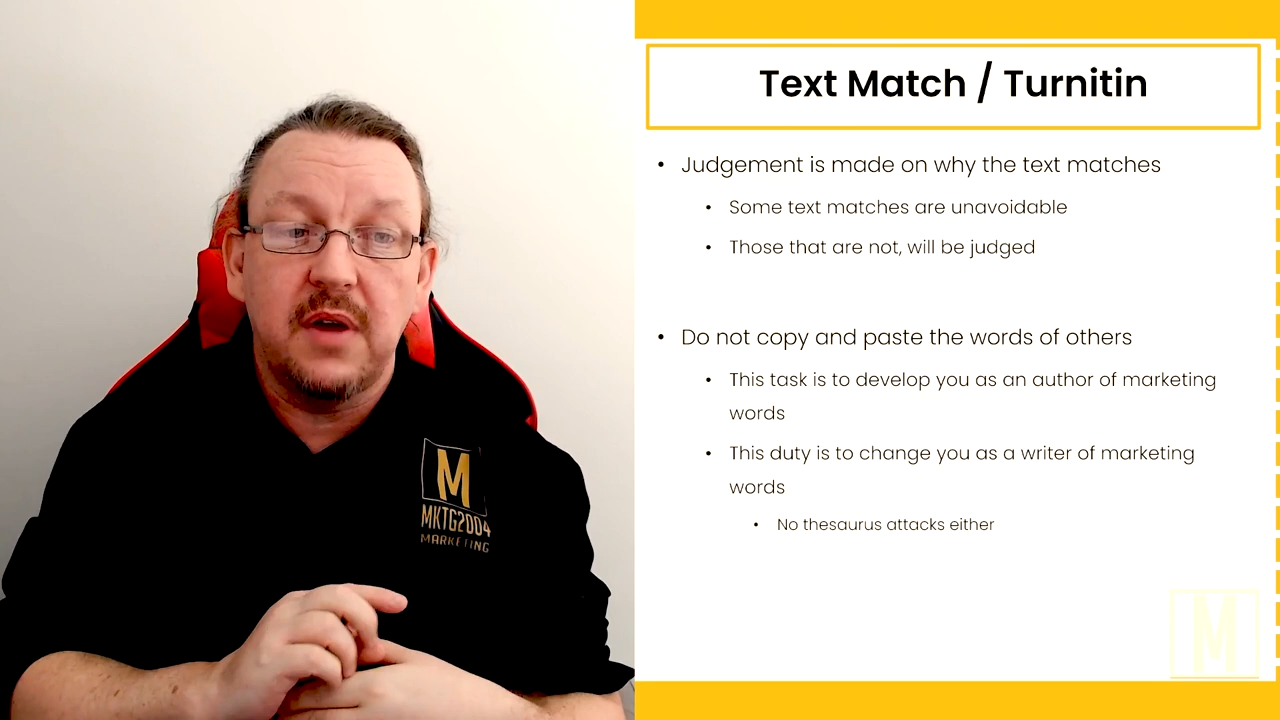 Text Match / Turnitin
• Judgement is made on why the text matches
• Some text matches are unavoidable
• Those that are not, will be judged
• Do not copy and paste the words of others
• This task is to develop you as an author of marketing
words
• This duty is to change you as a writer of marketing
words
• No thesaurus attacks either
M
MKTG2004
MARKETING
M